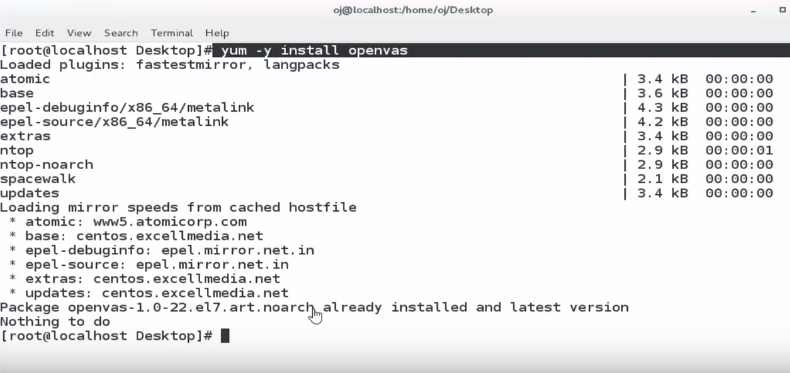 oj@localhost:/home/oj/Desktop
File Edit View Search Terminal Help
[root@localhost Desktop]# yum -y install openvas
Loaded plugins: fastestmirror, langpacks
atomic | 3.4 kB 00:00:00
base | 3.6 kB 00:00:00
epel-debuginfo/x86_64/metalink | 4.3 kB 00:00:00
epel-source/x86_64/metalink | 4.2 kB 00:00:00
extras | 3.4 kB 00:00:00
ntop | 2.9 kB 00:00:01
ntop-noarch | 2.9 kB 00:00:00
spacewalk | 2.1 kB 00:00:00
updates | 3.4 kB 00:00:00
Loading mirror speeds from cached hostfile
* atomic: www5.atomicorp.com
* base: centos.excellmedia.net
* epel-debuginfo: epel.mirror.net.in
* epel-source: epel.mirror.net.in
* extras: centos.excellmedia.net
* updates: centos.excellmedia.net
Package openvas-1.0-22.el7.art.noarch already installed and latest version
Nothing to do
[root@localhost Desktop]#